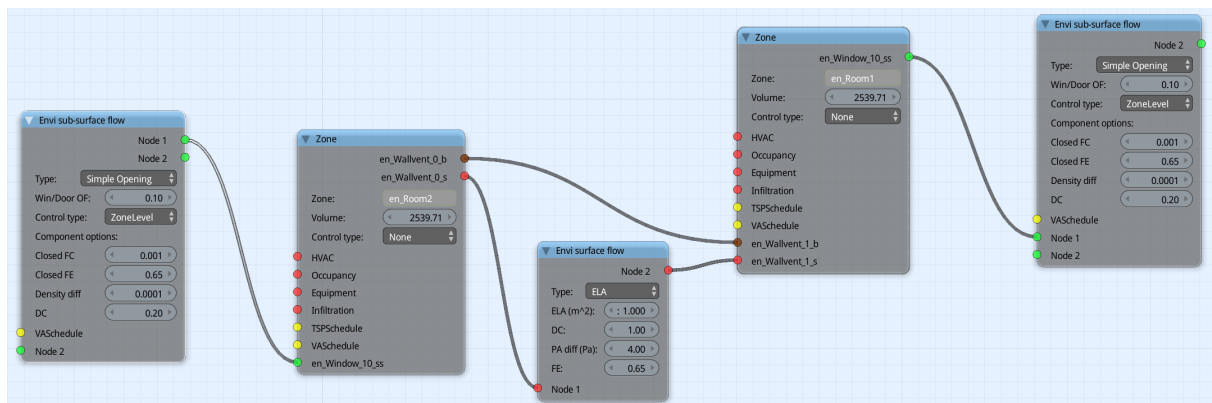 Envi sub-surface flow
Node 1
Node 2
Type: Simple Opening
Win/Door OF: 0.10
Control type: ZoneLevel
Component options:
Closed FC 0.001
Closed FE 0.65
Density diff 0.0001
DC 0.20
VASchedule
Node 2
Zone
en_Wallvent_0_b
en_Wallvent_0_s
Zone: en_Room2
Volume: 2539.71
Control type: None
HVAC
Occupancy
Equipment
Infiltration
TSPSchedule
VASchedule
en_Window_10_ss
Envi surface flow
Node 2
Type: ELA
ELA (m^2): : 1.000
DC: 1.00
PA diff (Pa): 4.00
FE: 0.65
Node 1
Zone
en_Window_10_ss
Zone: en_Room1
Volume: 2539.71
Control type: None
HVAC
Occupancy
Equipment
Infiltration
TSPSchedule
VASchedule
en_Wallvent_1_b
en_Wallvent_1_s
Envi sub-surface flow
Node 2
Type: Simple Opening
Win/Door OF: 0.10
Control type: ZoneLevel
Component options:
Closed FC 0.001
Closed FE 0.65
Density diff 0.0001
DC 0.20
VASchedule
Node 1
Node 2